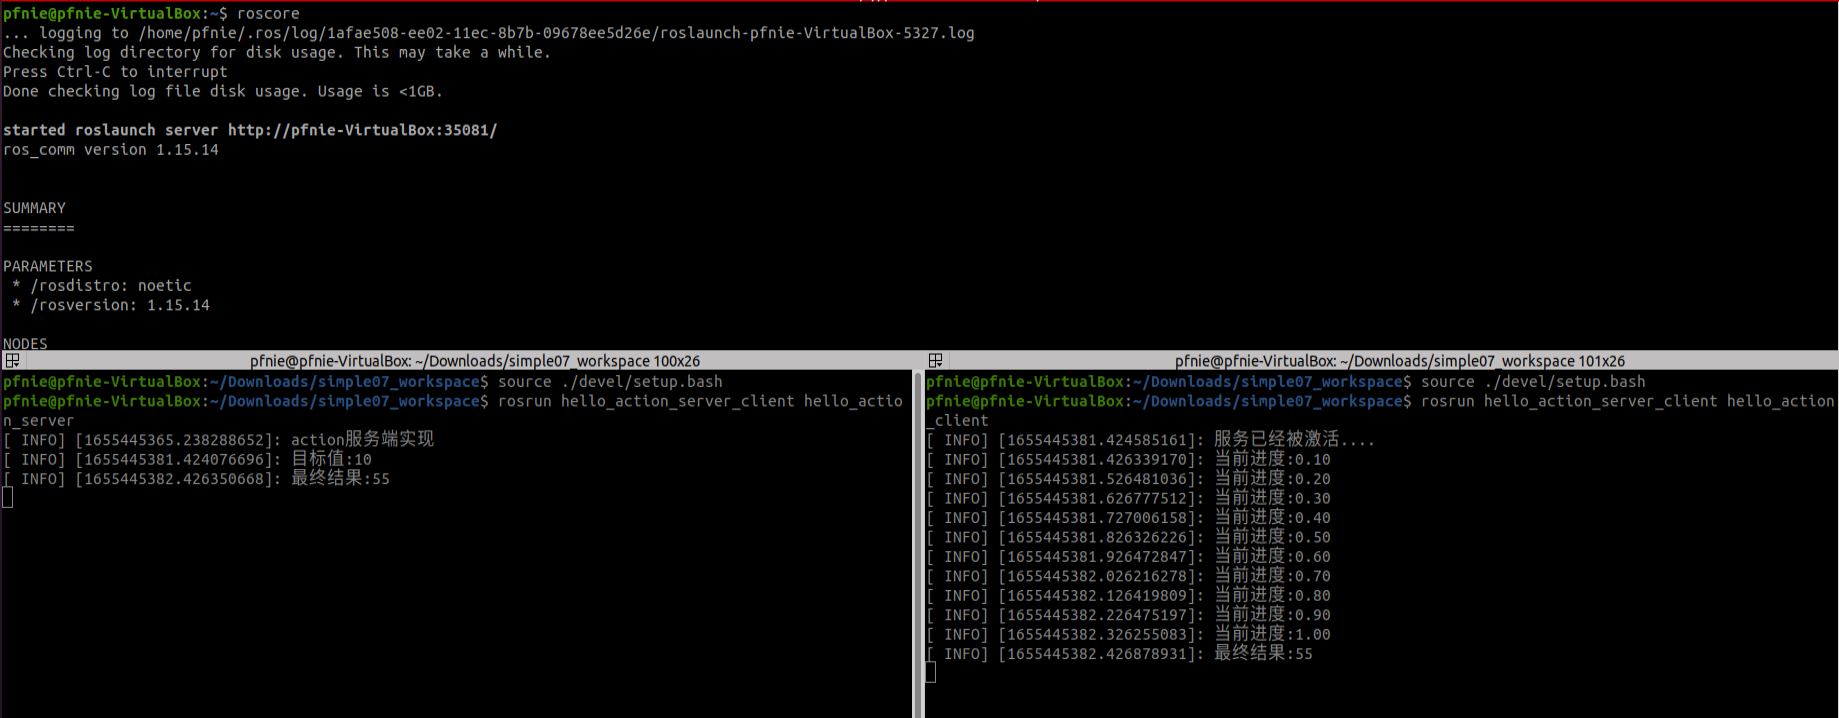 pfnie@pfnie-VirtualBox:~$ roscore
... logging to /home/pfnie/.ros/log/1afae508-ee02-11ec-8b7b-09678ee5d26e/roslaunch-pfnie-VirtualBox-5327.log
Checking log directory for disk usage. This may take a while.
Press Ctrl-C to interrupt
Done checking log file disk usage. Usage is <1GB.
started roslaunch server http://pfnie-VirtualBox:35081/
ros_comm version 1.15.14
SUMMARY
========
PARAMETERS
 * /rosdistro: noetic
 * /rosversion: 1.15.14
NODES
pfnie@pfnie-VirtualBox: ~/Downloads/simple07_workspace 100x26
pfnie@pfnie-VirtualBox:~/Downloads/simple07_workspace$ source ./devel/setup.bash
pfnie@pfnie-VirtualBox:~/Downloads/simple07_workspace$ rosrun hello_action_server_client hello_actio
n_server
[ INFO] [1655445365.238288652]: action服务端实现
[ INFO] [1655445381.424076696]: 目标值:10
[ INFO] [1655445382.426350668]: 最终结果:55
pfnie@pfnie-VirtualBox: ~/Downloads/simple07_workspace 101x26
pfnie@pfnie-VirtualBox:~/Downloads/simple07_workspace$ source ./devel/setup.bash
pfnie@pfnie-VirtualBox:~/Downloads/simple07_workspace$ rosrun hello_action_server_client hello_action
_client
[ INFO] [1655445381.424585161]: 服务已经被激活....
[ INFO] [1655445381.426339170]: 当前进度:0.10
[ INFO] [1655445381.526481036]: 当前进度:0.20
[ INFO] [1655445381.626777512]: 当前进度:0.30
[ INFO] [1655445381.727006158]: 当前进度:0.40
[ INFO] [1655445381.826326226]: 当前进度:0.50
[ INFO] [1655445381.926472847]: 当前进度:0.60
[ INFO] [1655445382.026216278]: 当前进度:0.70
[ INFO] [1655445382.126419809]: 当前进度:0.80
[ INFO] [1655445382.226475197]: 当前进度:0.90
[ INFO] [1655445382.326255083]: 当前进度:1.00
[ INFO] [1655445382.426878931]: 最终结果:55